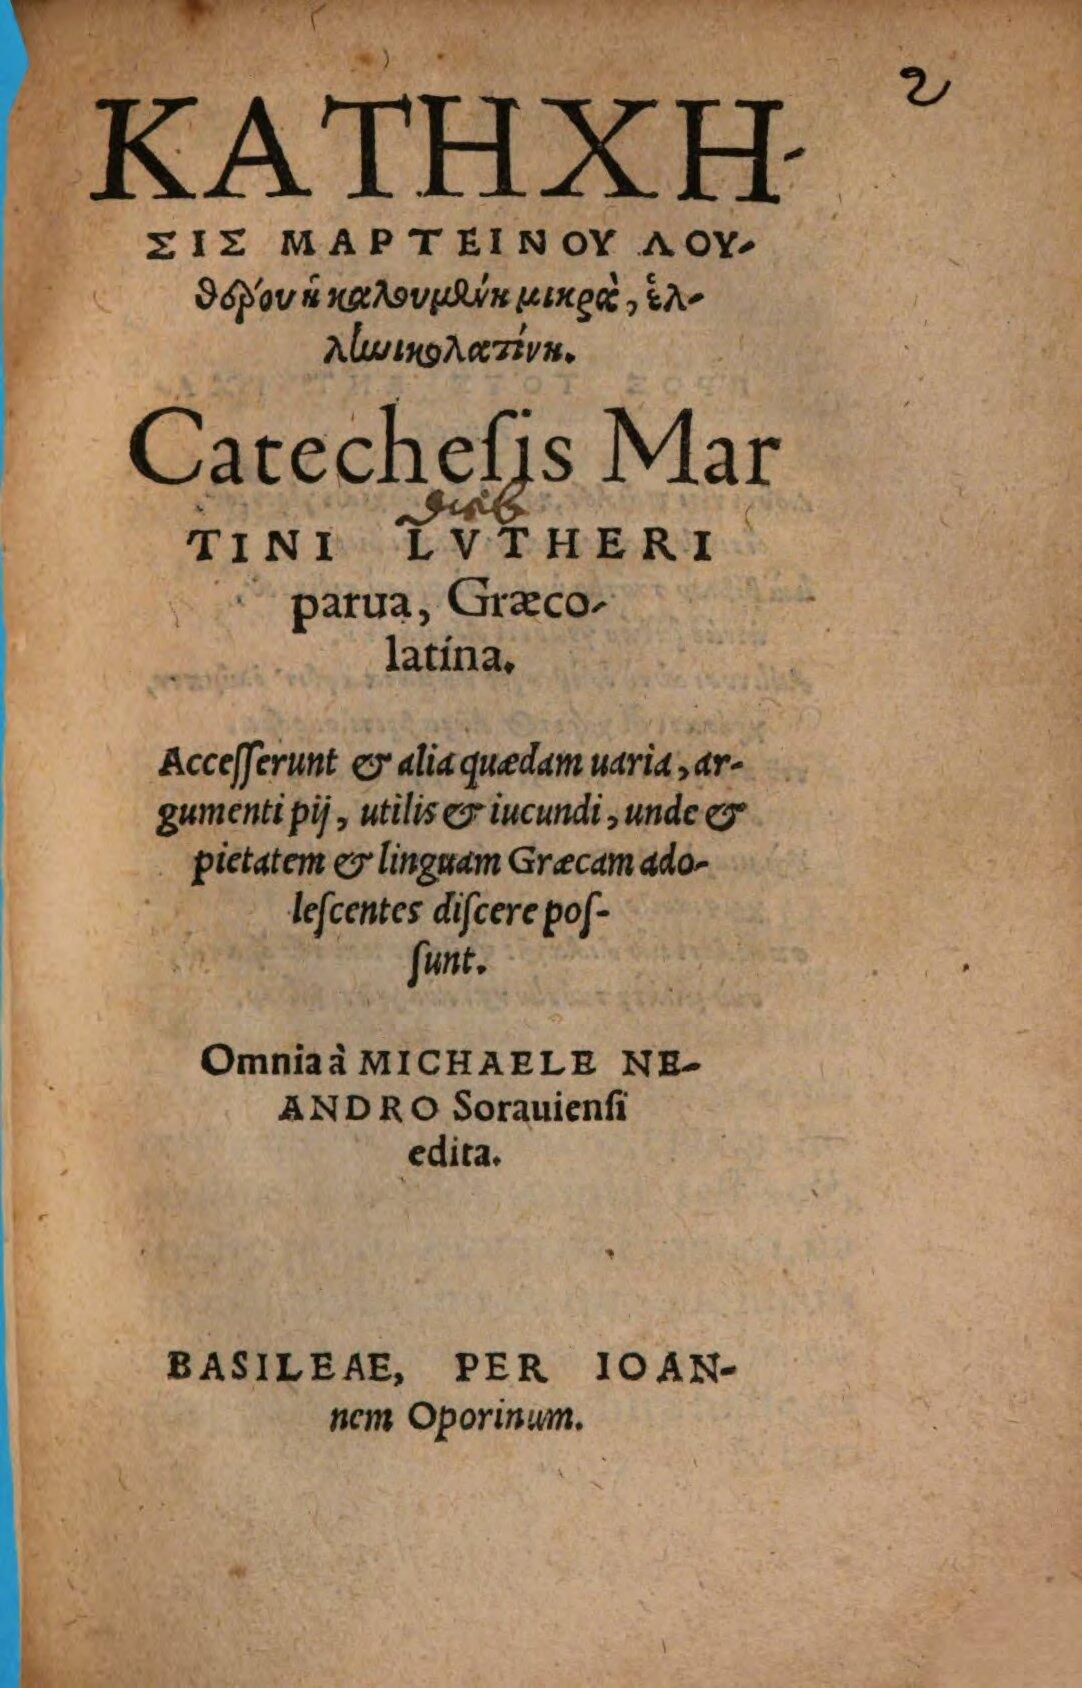 2
ΚΑΤΗΧΗ-
ΣΙΣ ΜΑΡΤΕΙΝΟΥ ΛΟΥ-
θέρου ἡ καλουμένη μικρὰ, ἑλ-
ληνικολατίνη.
Catecheſis Mar
TINI LVTHERI
parua, Græco-
latina.
Acceſſerunt & alia quædam uaria, ar-
gumenti pij, utilis & iucundi, unde &
pietatem & linguam Græcam ado-
leſcentes diſcere poſ-
ſunt.
Omnia à MICHAELE NE-
ANDRO Sorauienſi
edita.
BASILEAE, PER IOAN-
nem Oporinum.